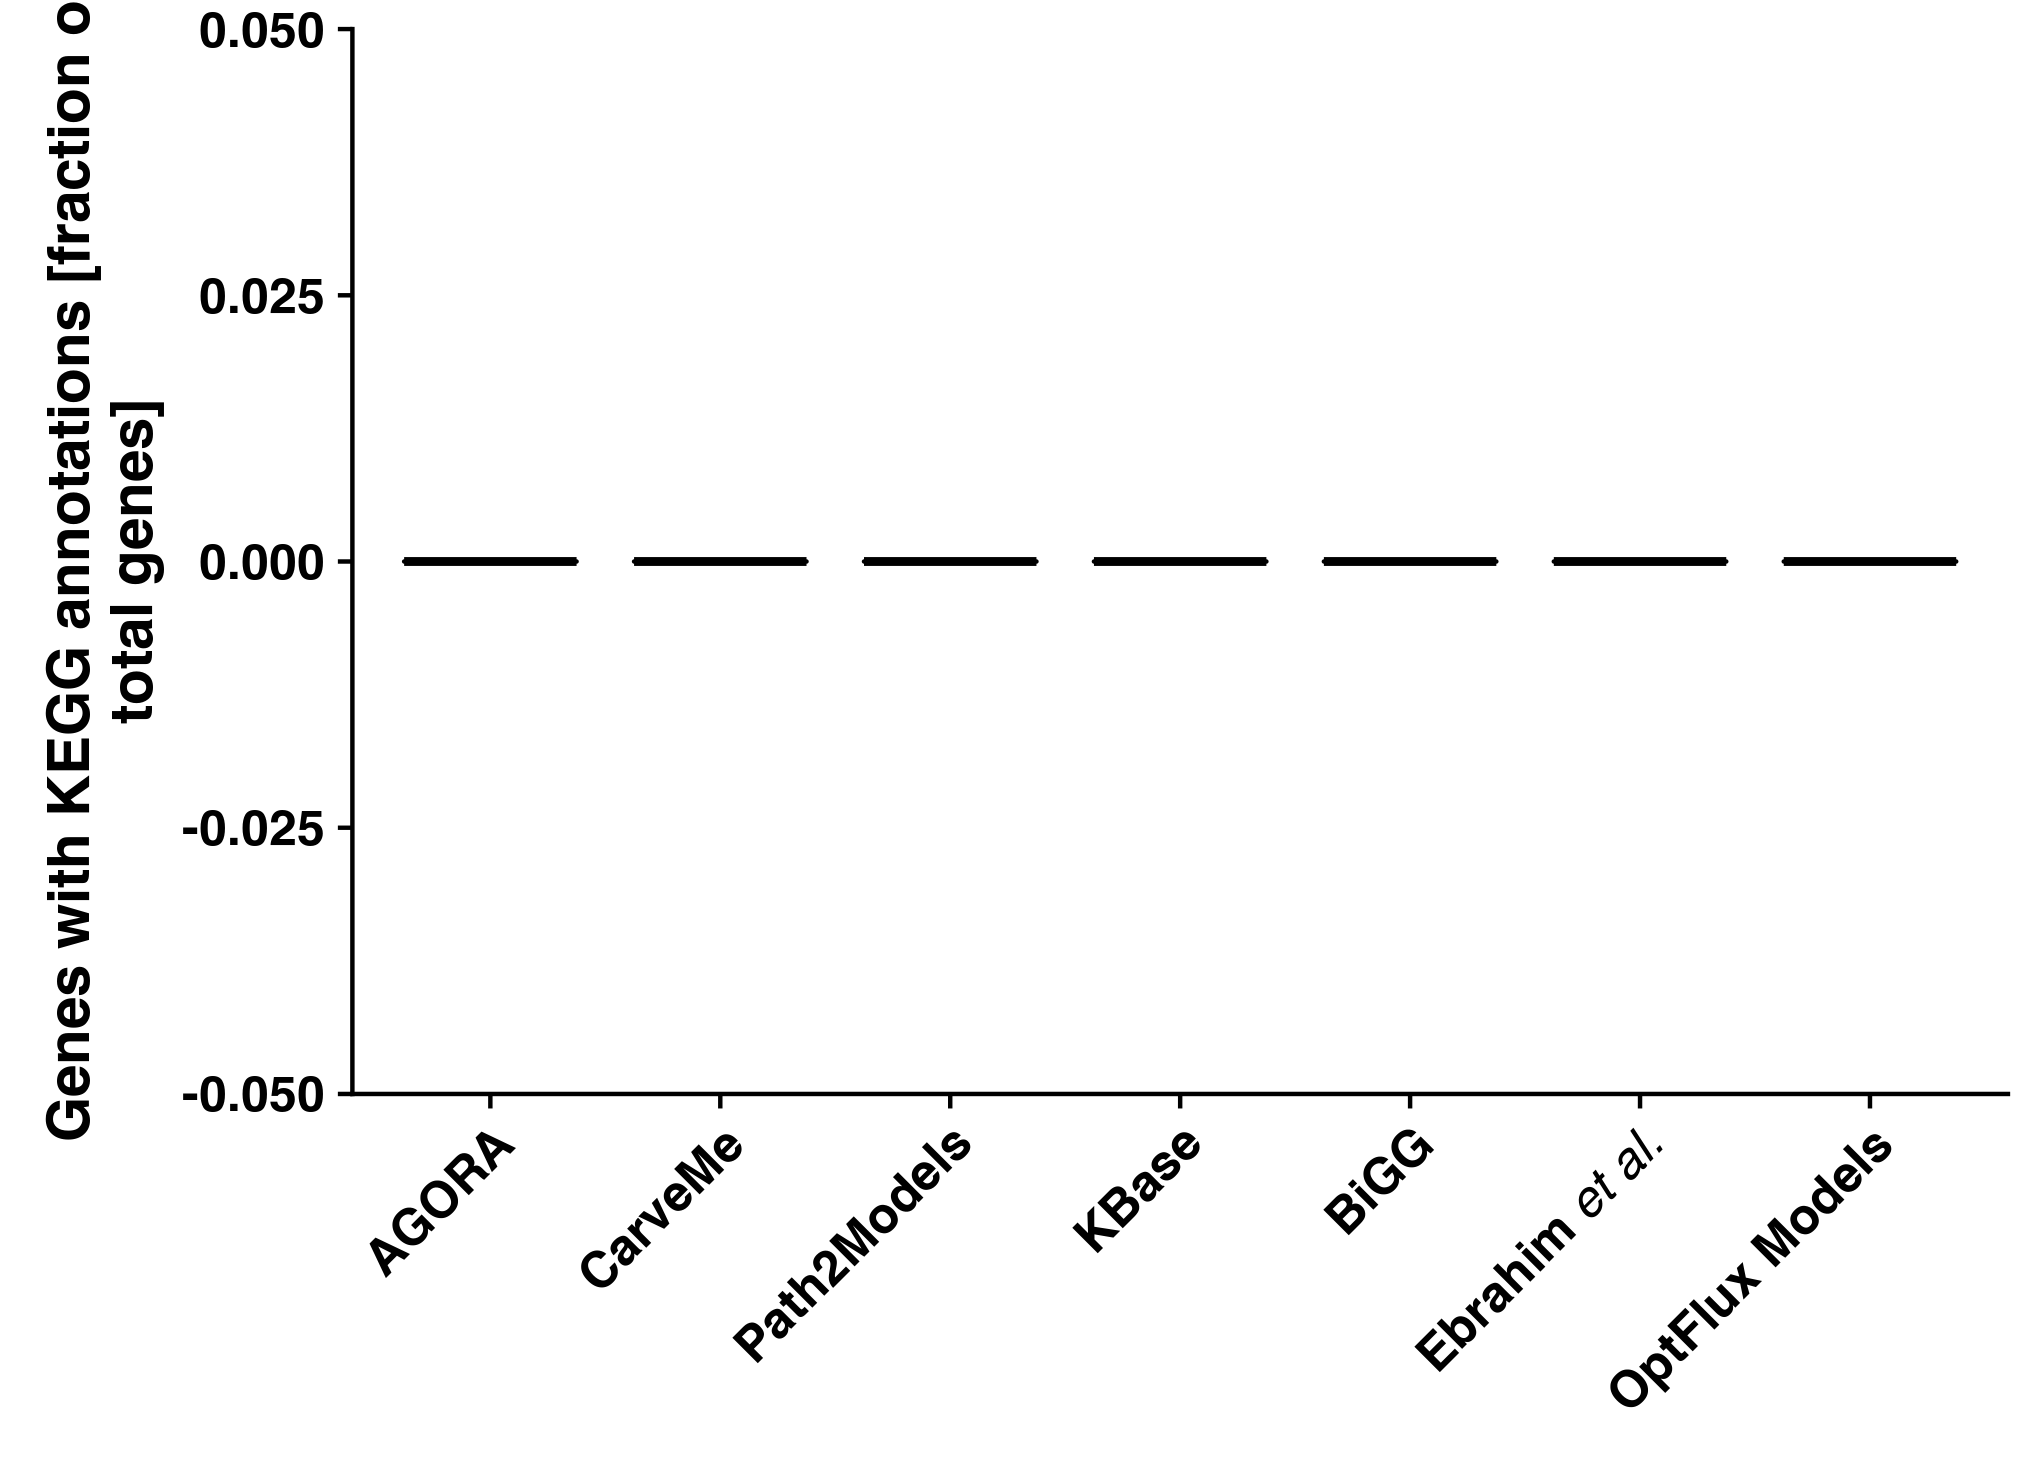 Genes with KEGG annotations [fraction o
total genes]
0.050
0.025
0.000
-0.025
-0.050
AGORA
CarveMe
Path2Models
KBase
BiGG
Ebrahim et al.
OptFlux Models